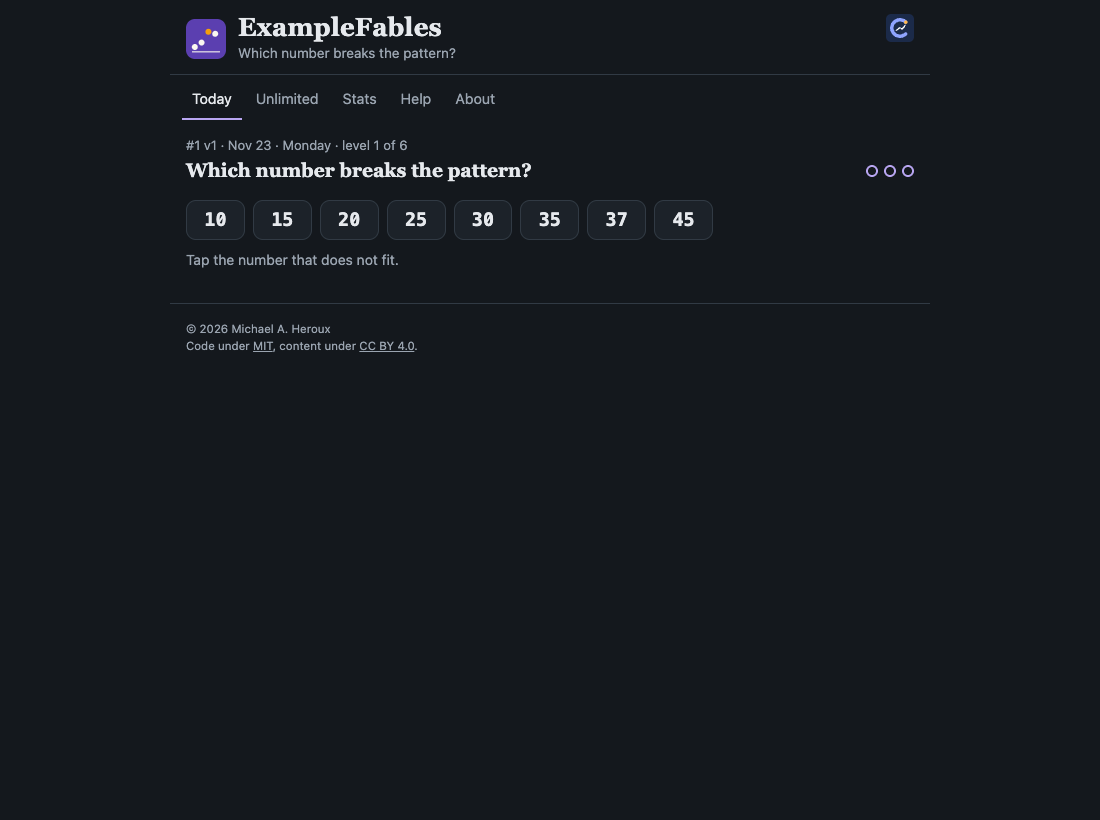 ExampleFables
Which number breaks the pattern?
Today Unlimited Stats Help About
#1 v1 · Nov 23 · Monday · level 1 of 6
Which number breaks the pattern?
10 15 20 25 30 35 37 45
Tap the number that does not fit.
© 2026 Michael A. Heroux
Code under MIT, content under CC BY 4.0.